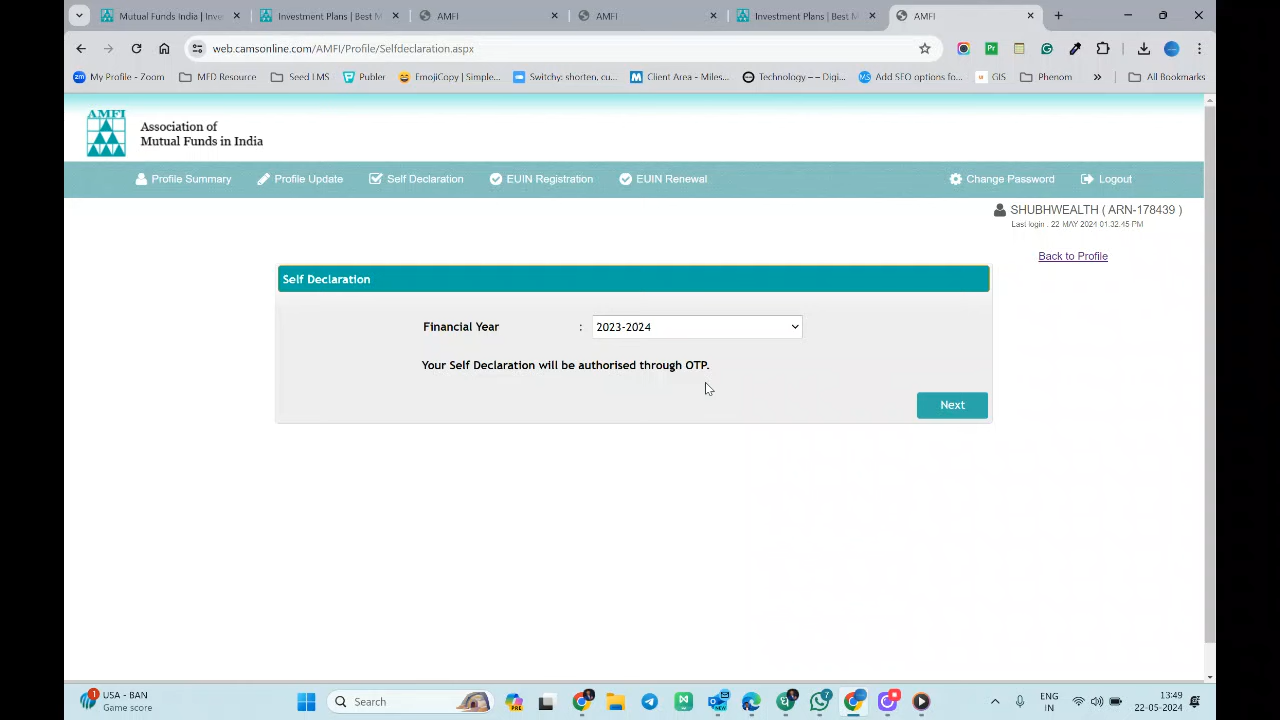 Mutual Funds India | Inve
Investment Plans | Best M
AMFI
AMFI
Investment Plans | Best M
AMFI
web.camsonline.com/AMFI/Profile/Selfdeclaration.aspx
My Profile - Zoom
MFD Resource
Seed LMS
Publer
EmojiCopy | Simple...
Switchy: shorten, cu...
Client Area - Miles...
Technology –– Digi...
Add SEO options fo...
GIS
Phenom
All Bookmarks
AMFI
Association of
Mutual Funds in India
Profile Summary
Profile Update
Self Declaration
EUIN Registration
EUIN Renewal
Change Password
Logout
SHUBHWEALTH ( ARN-178439 )
Last login : 22 MAY 2024 01:32:45 PM
Back to Profile
Self Declaration
Financial Year : 2023-2024
Your Self Declaration will be authorised through OTP.
Next
USA - BAN
Game score
Search
ENG
IN
13:49
22-05-2024